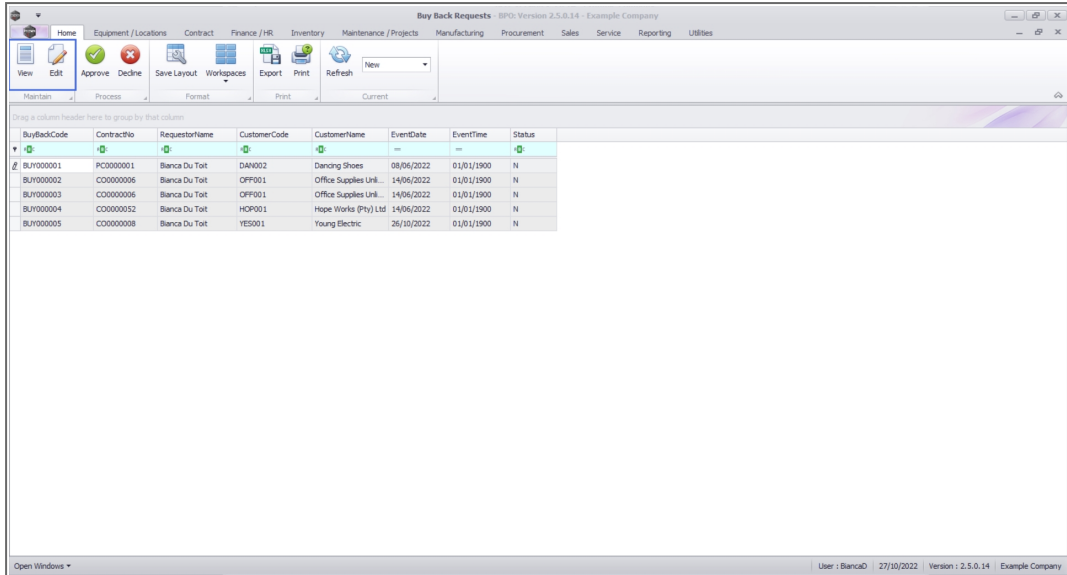 Buy Back Requests - BPO: Version 2.5.0.14 - Example Company
Home Equipment / Locations Contract Finance / HR Inventory Maintenance / Projects Manufacturing Procurement Sales Service Reporting Utilities
View Edit Approve Decline Save Layout Workspaces Export Print Refresh New
Maintain Process Format Print Current
Drag a column header here to group by that column
BuyBackCode ContractNo RequestorName CustomerCode CustomerName EventDate EventTime Status
BUY000001 PC0000001 Bianca Du Toit DAN002 Dancing Shoes 08/06/2022 01/01/1900 N
BUY000002 CO0000006 Bianca Du Toit OFF001 Office Supplies Unli... 14/06/2022 01/01/1900 N
BUY000003 CO0000006 Bianca Du Toit OFF001 Office Supplies Unli... 14/06/2022 01/01/1900 N
BUY000004 CO0000052 Bianca Du Toit HOP001 Hope Works (Pty) Ltd 14/06/2022 01/01/1900 N
BUY000005 CO0000008 Bianca Du Toit YES001 Young Electric 26/10/2022 01/01/1900 N
Open Windows User : BiancaD 27/10/2022 Version : 2.5.0.14 Example Company